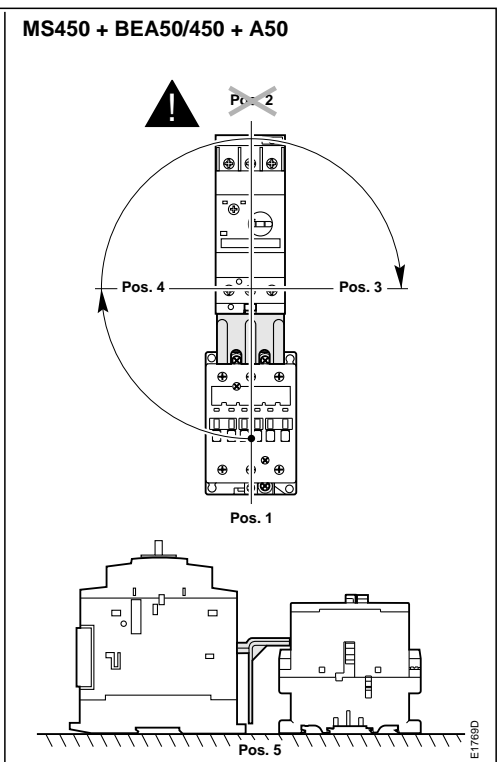 MS450 + BEA50/450 + A50
Pos. 2
Pos. 4
Pos. 3
Pos. 1
Pos. 5
E1769D